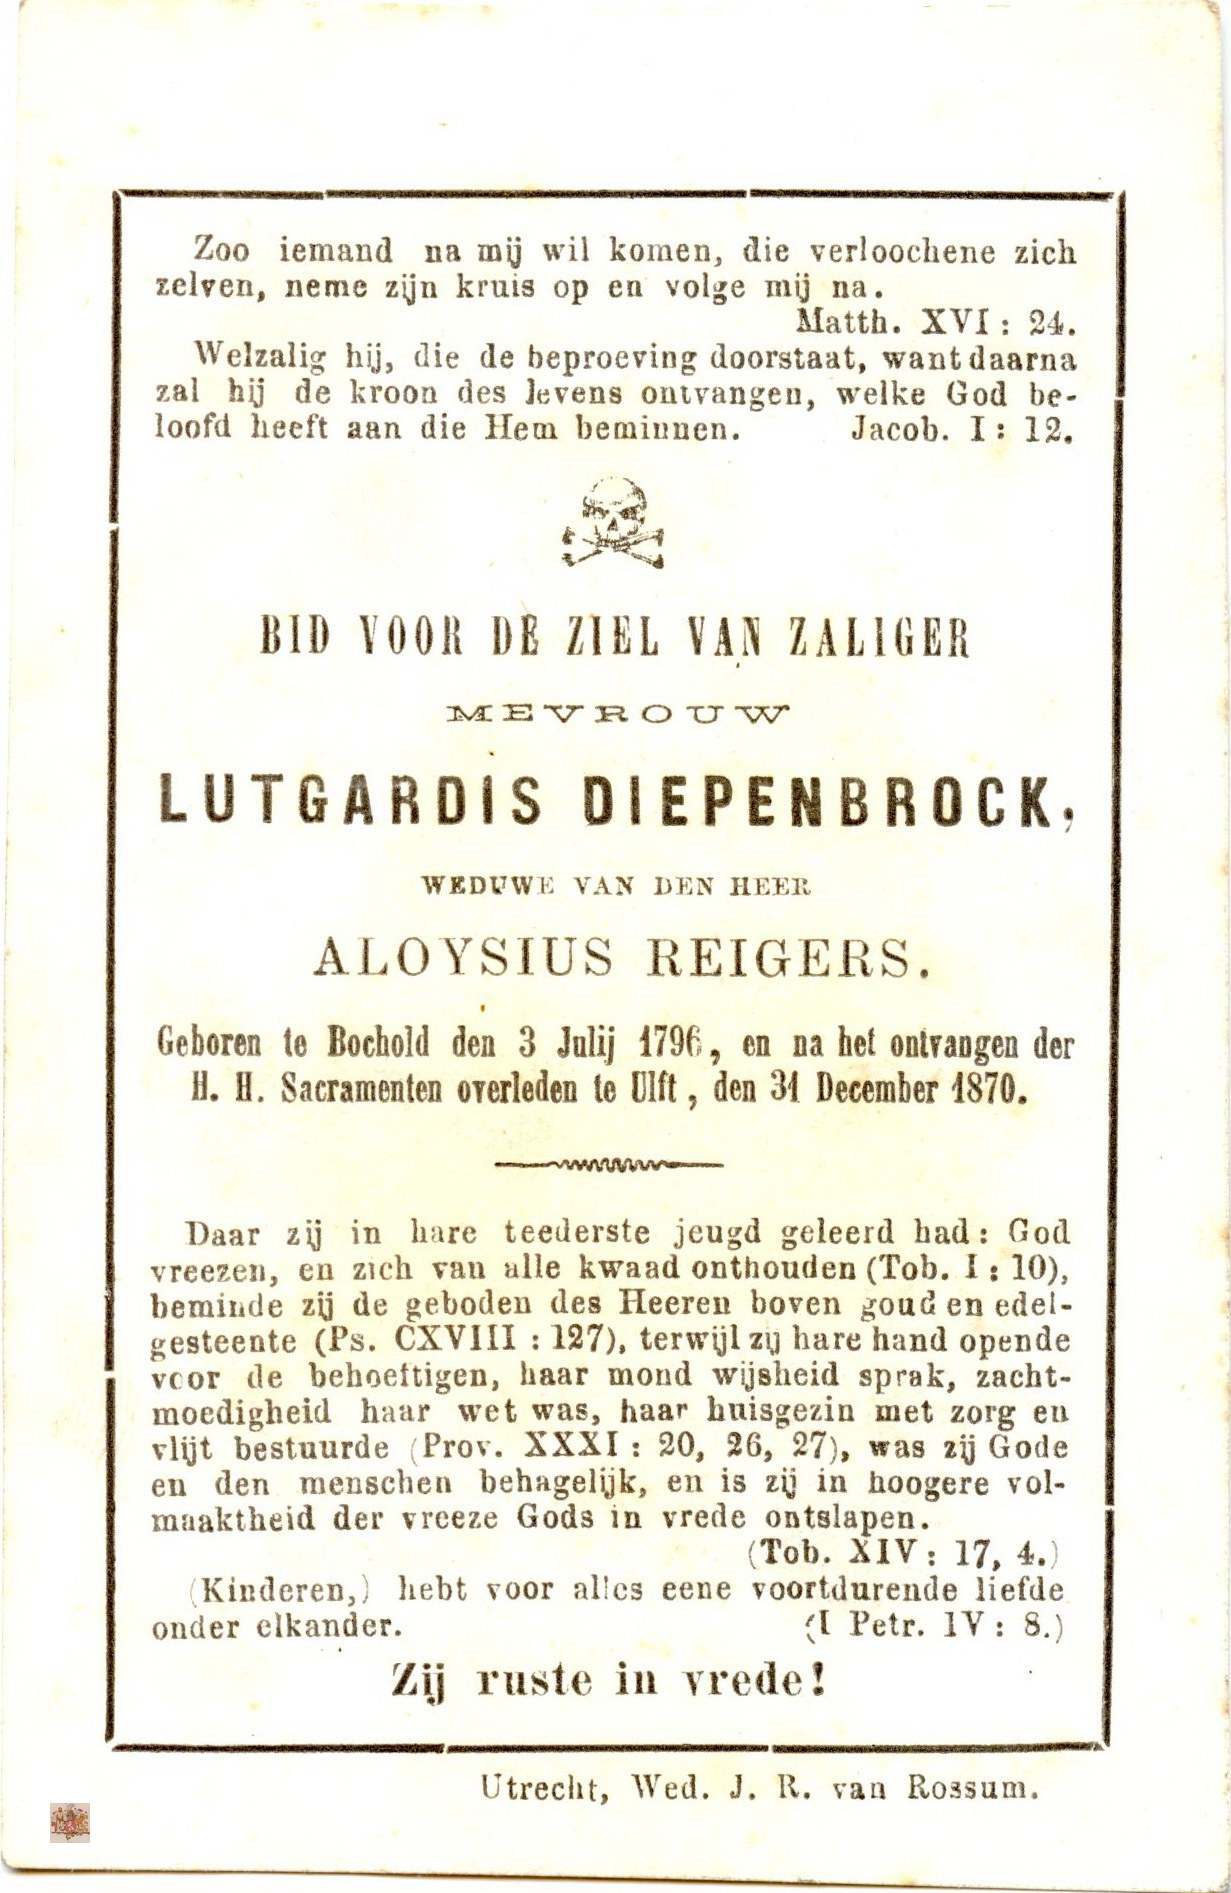 Zoo iemand na mij wil komen, die verloochene zich
zelven, neme zijn kruis op en volge mij na.
Matth. XVI: 24.
Welzalig hij, die de beproeving doorstaat, want daarna
zal hij de kroon des levens ontvangen, welke God be-
loofd heeft aan die Hem beminnen. Jacob. I: 12.
BID VOOR DE ZIEL VAN ZALIGER
MEVROUW
LUTGARDIS DIEPENBROCK,
WEDUWE VAN DEN HEER
ALOYSIUS REIGERS.
Geboren te Bochold den 3 Julij 1796, en na het ontvangen der
H. H. Sacramenten overleden te Ulft, den 31 December 1870.
Daar zij in hare teederste jeugd geleerd had: God
vreezen, en zich van alle kwaad onthouden (Tob. I: 10),
beminde zij de geboden des Heeren boven goud en edel-
gesteente (Ps. CXVIII: 127), terwijl zij hare hand opende
voor de behoeftigen, haar mond wijsheid sprak, zacht-
moedigheid haar wet was, haar huisgezin met zorg en
vlijt bestuurde (Prov. XXXI: 20, 26, 27), was zij Gode
en den menschen behagelijk, en is zij in hoogere vol-
maaktheid der vreeze Gods in vrede ontslapen.
(Tob. XIV: 17, 4.)
(Kinderen,) hebt voor alles eene voortdurende liefde
onder elkander. (I Petr. IV: 8.)
Zij ruste in vrede!
Utrecht, Wed. J. R. van Rossum.